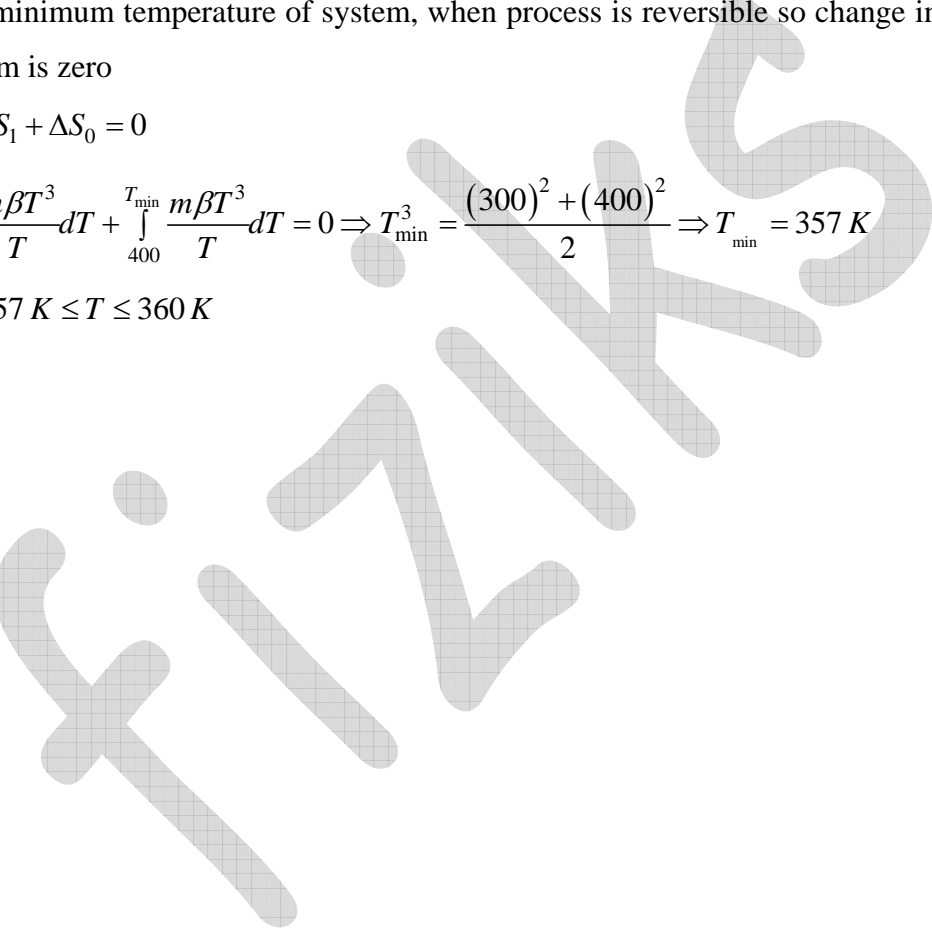 minimum temperature of system, when process is reversible so change in
m is zero
S₁ + ΔS₀ = 0
βT³/T dT + ∫₄₀₀^{T_min} mβT³/T dT = 0 ⇒ T³_min = ((300)² + (400)²)/2 ⇒ T_min = 357 K
57 K ≤ T ≤ 360 K
fiziks